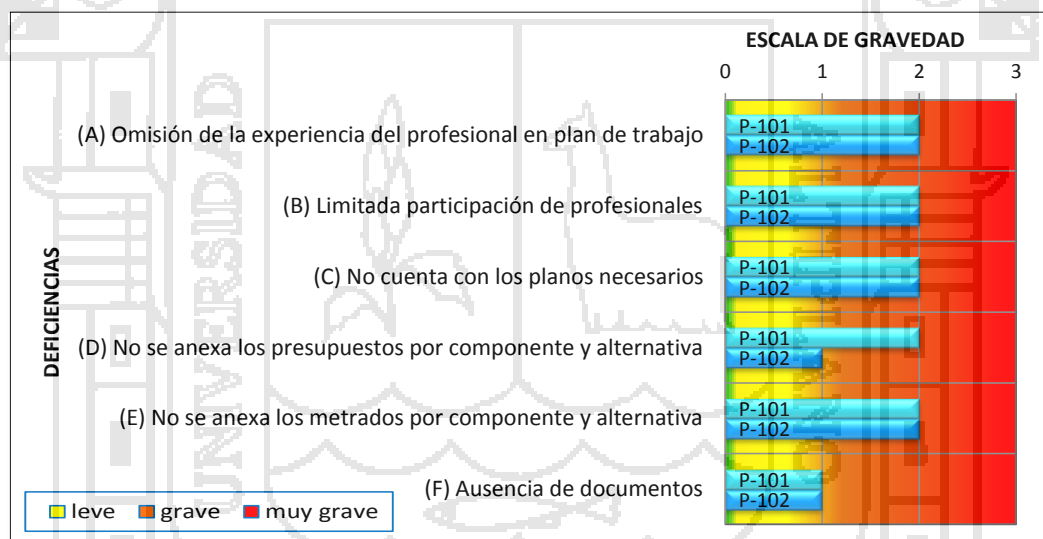 ESCALA DE GRAVEDAD
0 1 2 3
(A) Omisión de la experiencia del profesional en plan de trabajo
P-101
P-102
(B) Limitada participación de profesionales
P-101
P-102
(C) No cuenta con los planos necesarios
P-101
P-102
(D) No se anexa los presupuestos por componente y alternativa
P-101
P-102
(E) No se anexa los metrados por componente y alternativa
P-101
P-102
(F) Ausencia de documentos
P-101
P-102
DEFICIENCIAS
leve grave muy grave
UNIVERSIDAD